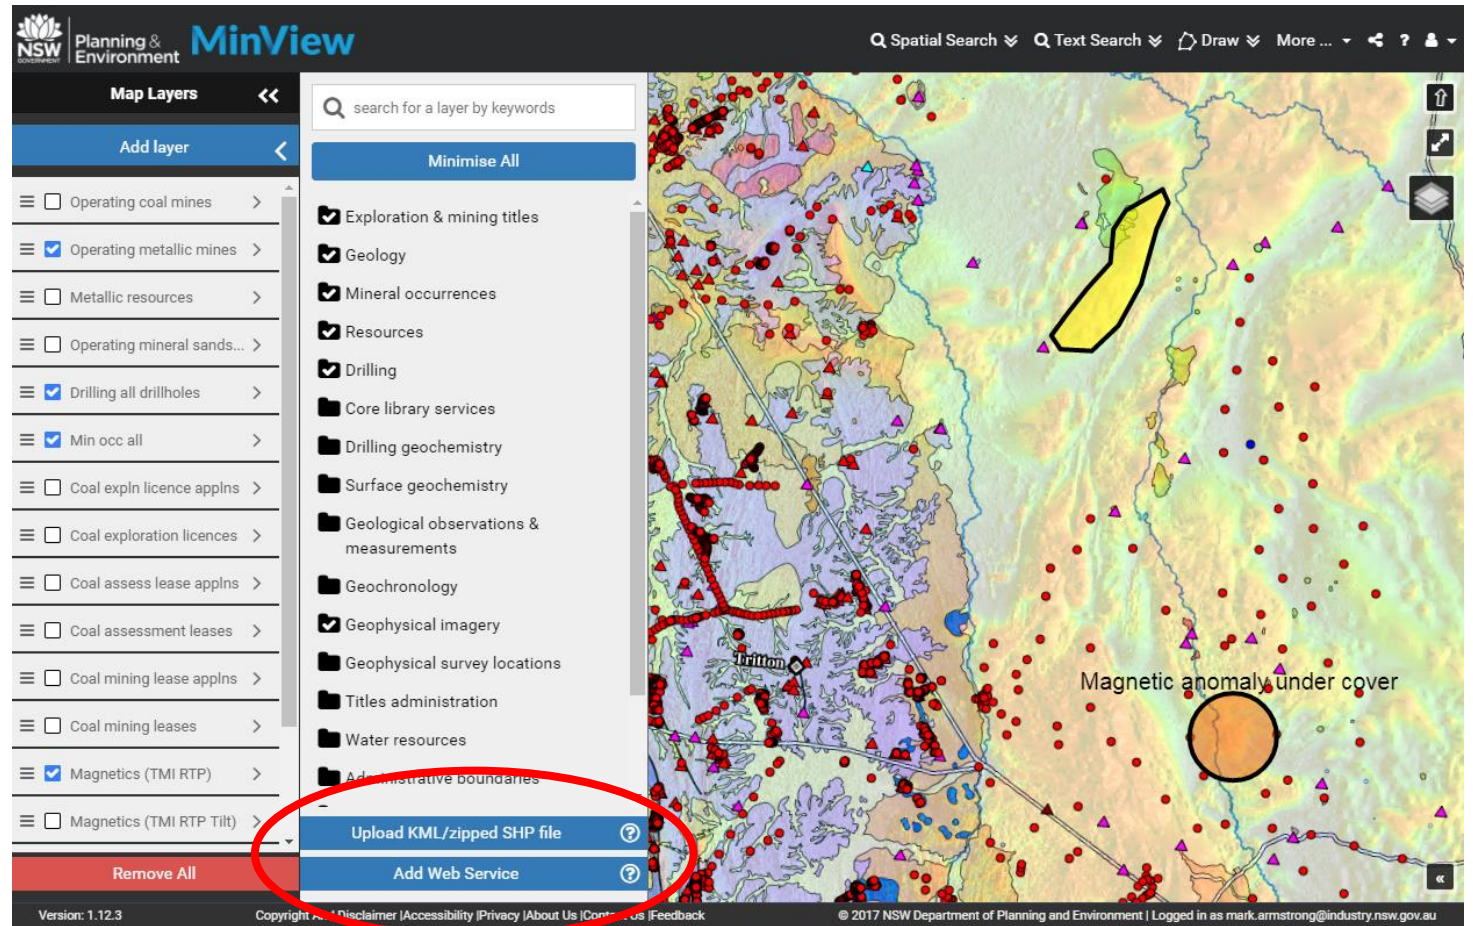 NSW
GOVERNMENT
Planning &
Environment
MinView
Spatial Search
Text Search
Draw
More ...
?
Map Layers
Add layer
Operating coal mines
Operating metallic mines
Metallic resources
Operating mineral sands...
Drilling all drillholes
Min occ all
Coal expln licence applns
Coal exploration licences
Coal assess lease applns
Coal assessment leases
Coal mining lease applns
Coal mining leases
Magnetics (TMI RTP)
Magnetics (TMI RTP Tilt)
Remove All
search for a layer by keywords
Minimise All
Exploration & mining titles
Geology
Mineral occurrences
Resources
Drilling
Core library services
Drilling geochemistry
Surface geochemistry
Geological observations &
measurements
Geochronology
Geophysical imagery
Geophysical survey locations
Titles administration
Water resources
Administrative boundaries
Upload KML/zipped SHP file ?
Add Web Service ?
Tritton
Magnetic anomaly under cover
Version: 1.12.3
Copyright And Disclaimer |Accessibility |Privacy |About Us |Contact Us |Feedback
© 2017 NSW Department of Planning and Environment | Logged in as mark.armstrong@industry.nsw.gov.au